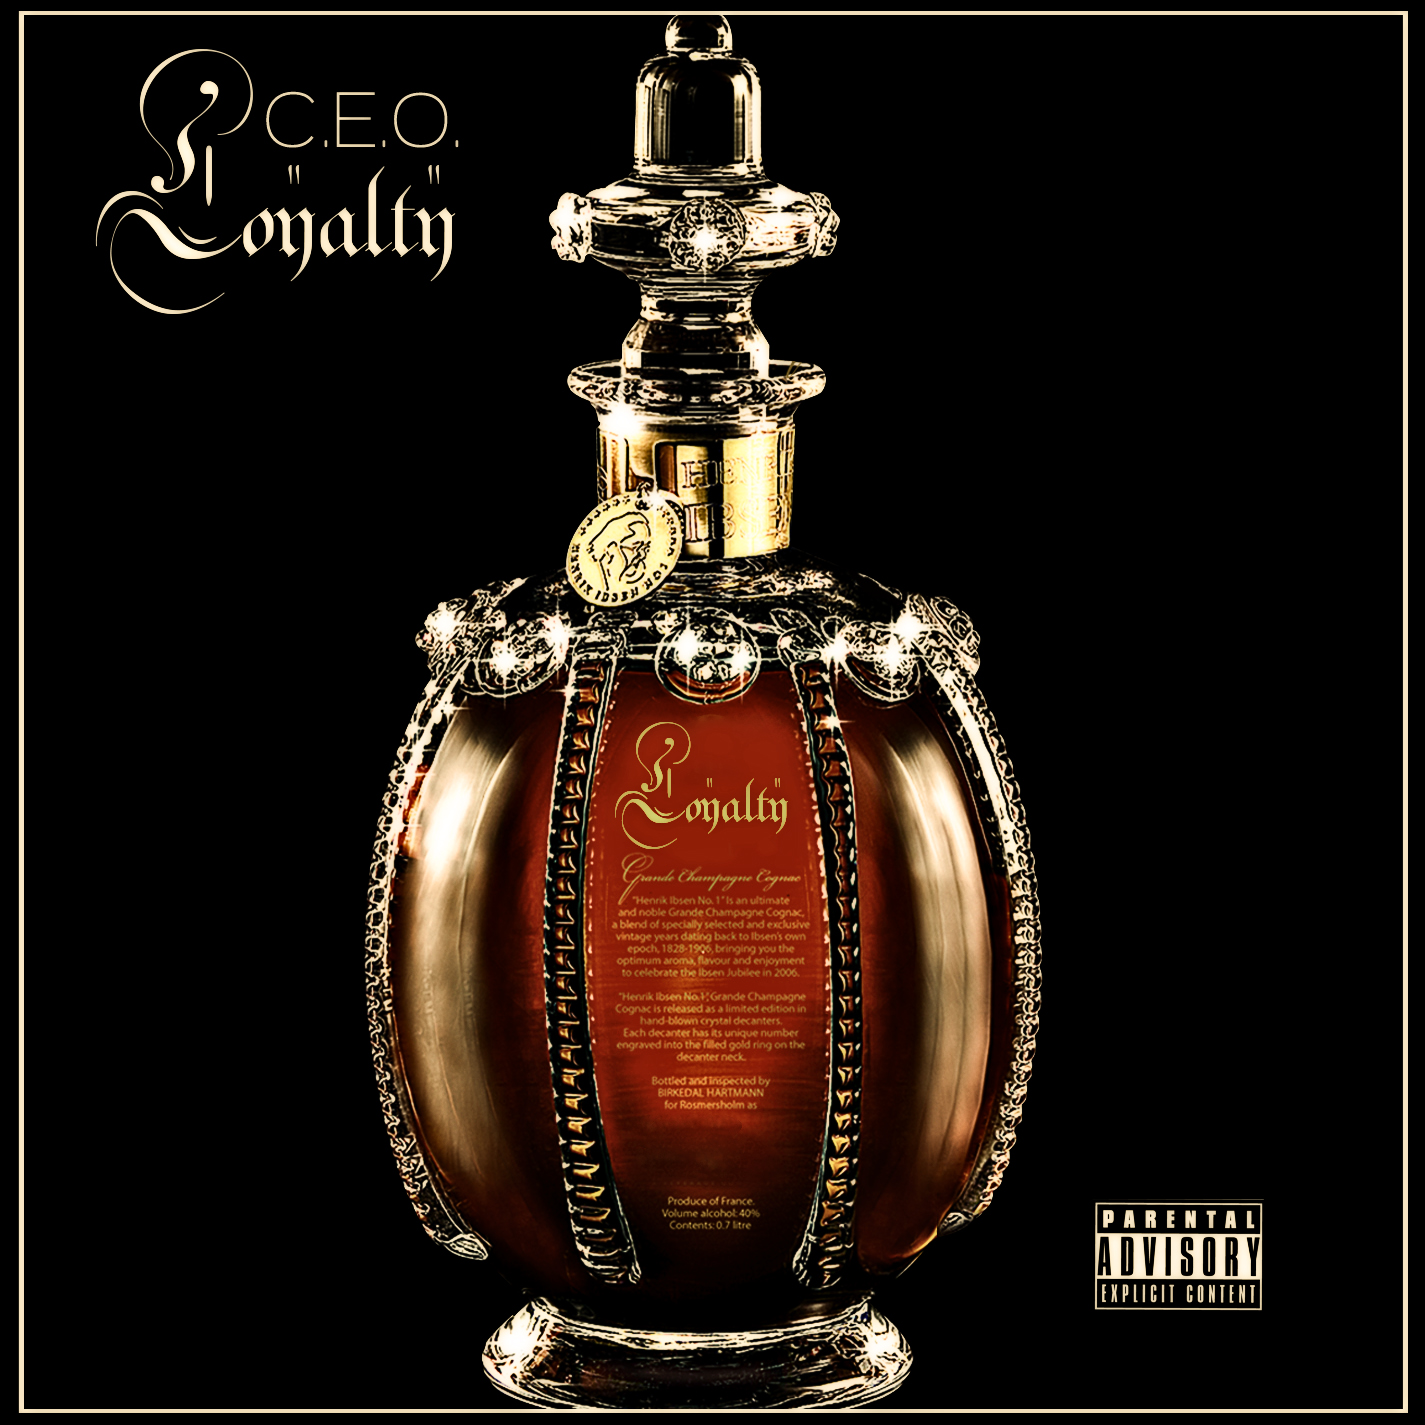 C.E.O.
"Loyalty"
HENRIK IBSEN
"Loyalty"
Grande Champagne Cognac
"Henrik Ibsen No. 1" Is an ultimate
and noble Grande Champagne Cognac,
a blend of specially selected and exclusive
vintage years dating back to Ibsen's own
epoch, 1828-1906, bringing you the
optimum aroma, flavour and enjoyment
to celebrate the Ibsen Jubilee in 2006.
"Henrik Ibsen No.1", Grande Champagne
Cognac is released as a limited edition in
hand-blown crystal decanters.
Each decanter has its unique number
engraved into the filled gold ring on the
decanter neck.
Bottled and Inspected by
BIRKEDAL HARTMANN
for Rosmersholm as
Produce of France.
Volume alcohol: 40%
Contents: 0.7 litre
PARENTAL
ADVISORY
EXPLICIT CONTENT